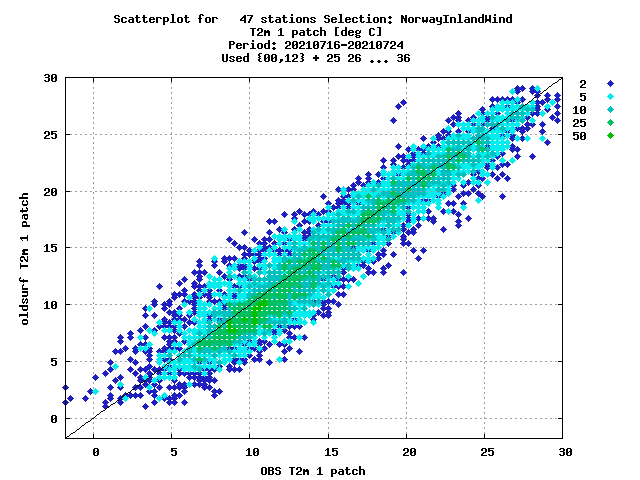 Scatterplot for 47 stations Selection: NorwayInlandWind
T2m 1 patch [deg C]
Period: 20210716-20210724
Used {00,12} + 25 26 ... 36
30
25
20
15
10
5
0
oldsurf T2m 1 patch
2
5
10
25
50
0 5 10 15 20 25 30
OBS T2m 1 patch